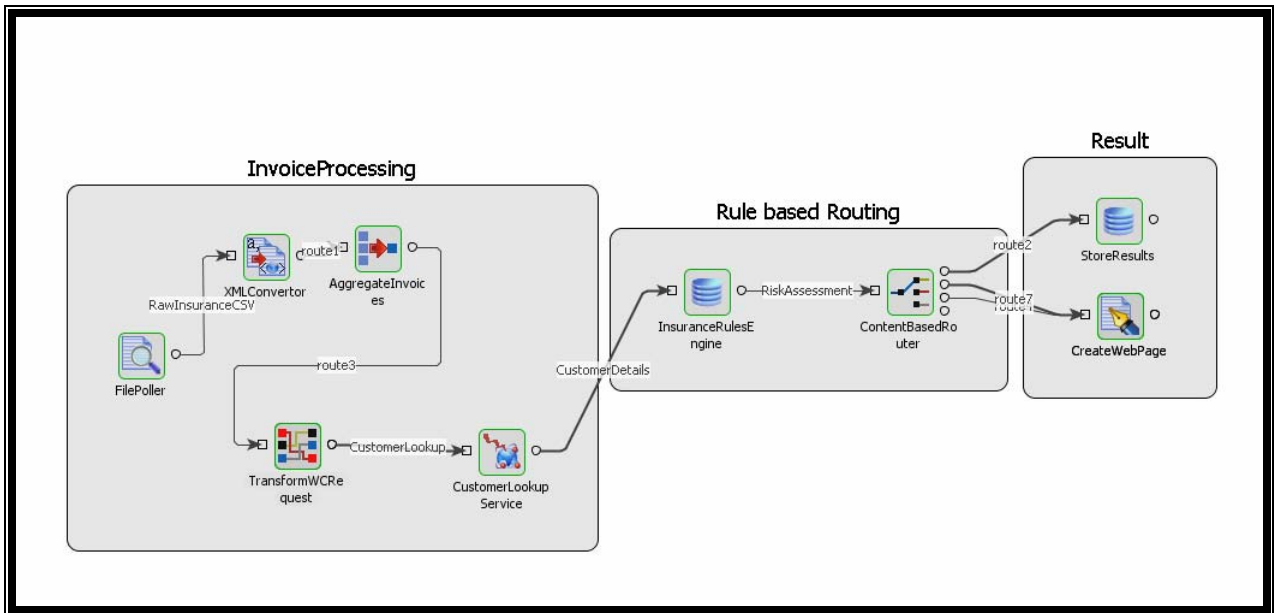 InvoiceProcessing
a,
XMLConvertor
route1
AggregateInvoic
es
RawInsuranceCSV
FilePoller
route3
TransformWCRe
quest
CustomerLookup
CustomerLookup
Service
CustomerDetails
Rule based Routing
InsuranceRulesE
ngine
RiskAssessment
ContentBasedRo
uter
route2
route7
Result
StoreResults
CreateWebPage